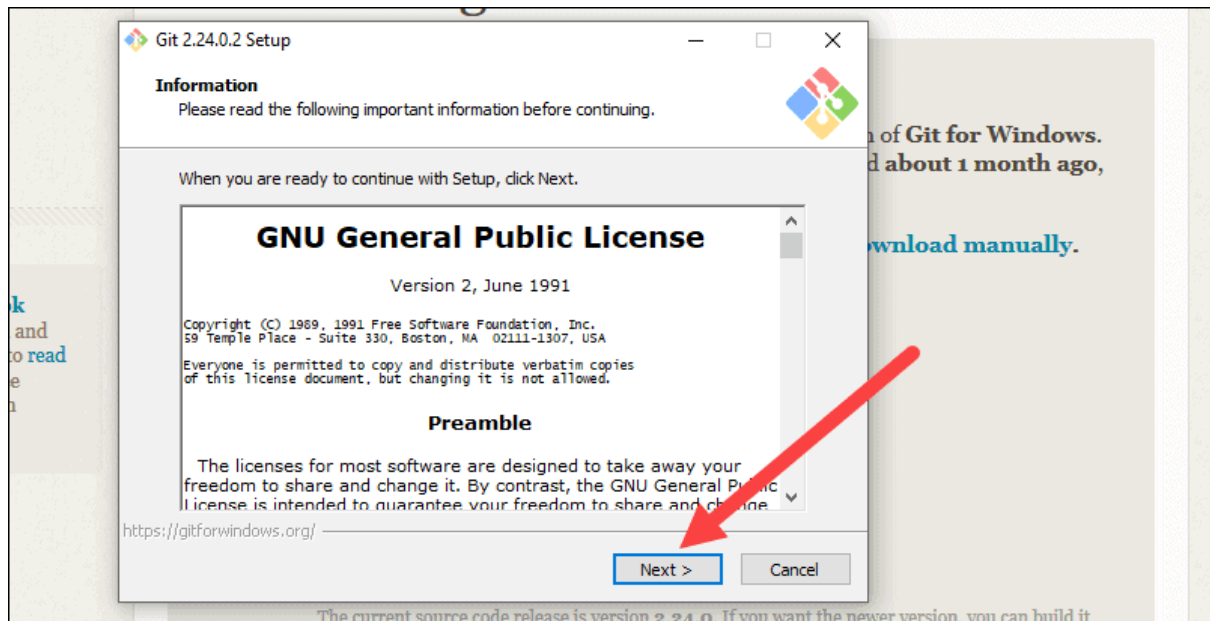 Git 2.24.0.2 Setup
Information
Please read the following important information before continuing.
When you are ready to continue with Setup, click Next.
GNU General Public License
Version 2, June 1991
Copyright (C) 1989, 1991 Free Software Foundation, Inc.
59 Temple Place - Suite 330, Boston, MA 02111-1307, USA
Everyone is permitted to copy and distribute verbatim copies
of this license document, but changing it is not allowed.
Preamble
The licenses for most software are designed to take away your
freedom to share and change it. By contrast, the GNU General
License is intended to guarantee your freedom to share and
https://gitforwindows.org/
Next >
Cancel
of Git for Windows.
about 1 month ago,
manually.
and
read
The current source code release is version 2.24.0. If you want the newer version, you can build it